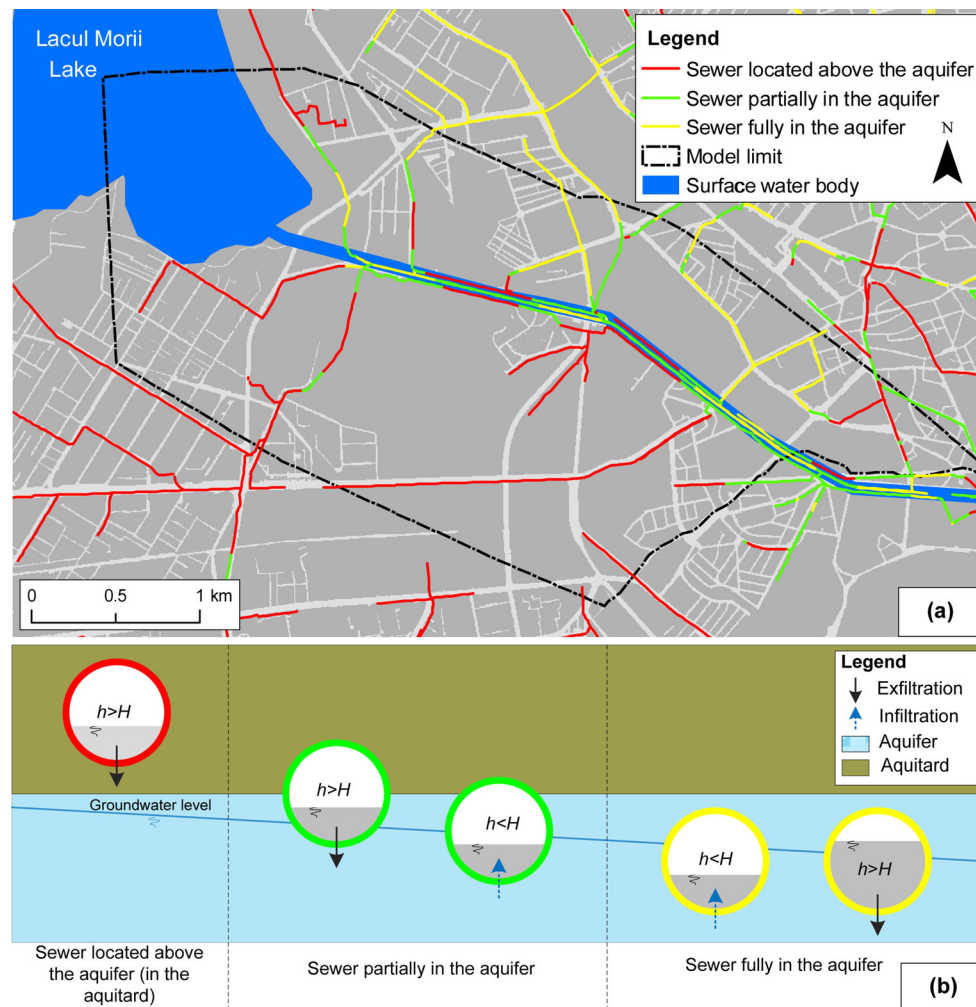 Lacul Morii
Lake
Legend
Sewer located above the aquifer
Sewer partially in the aquifer
Sewer fully in the aquifer
Model limit
Surface water body
N
0 0.5 1 km
(a)
Legend
Exfiltration
Infiltration
Aquifer
Aquitard
h>H
h>H
h<H
h<H
h>H
Groundwater level
Sewer located above
the aquifer (in the
aquitard)
Sewer partially in the aquifer
Sewer fully in the aquifer
(b)